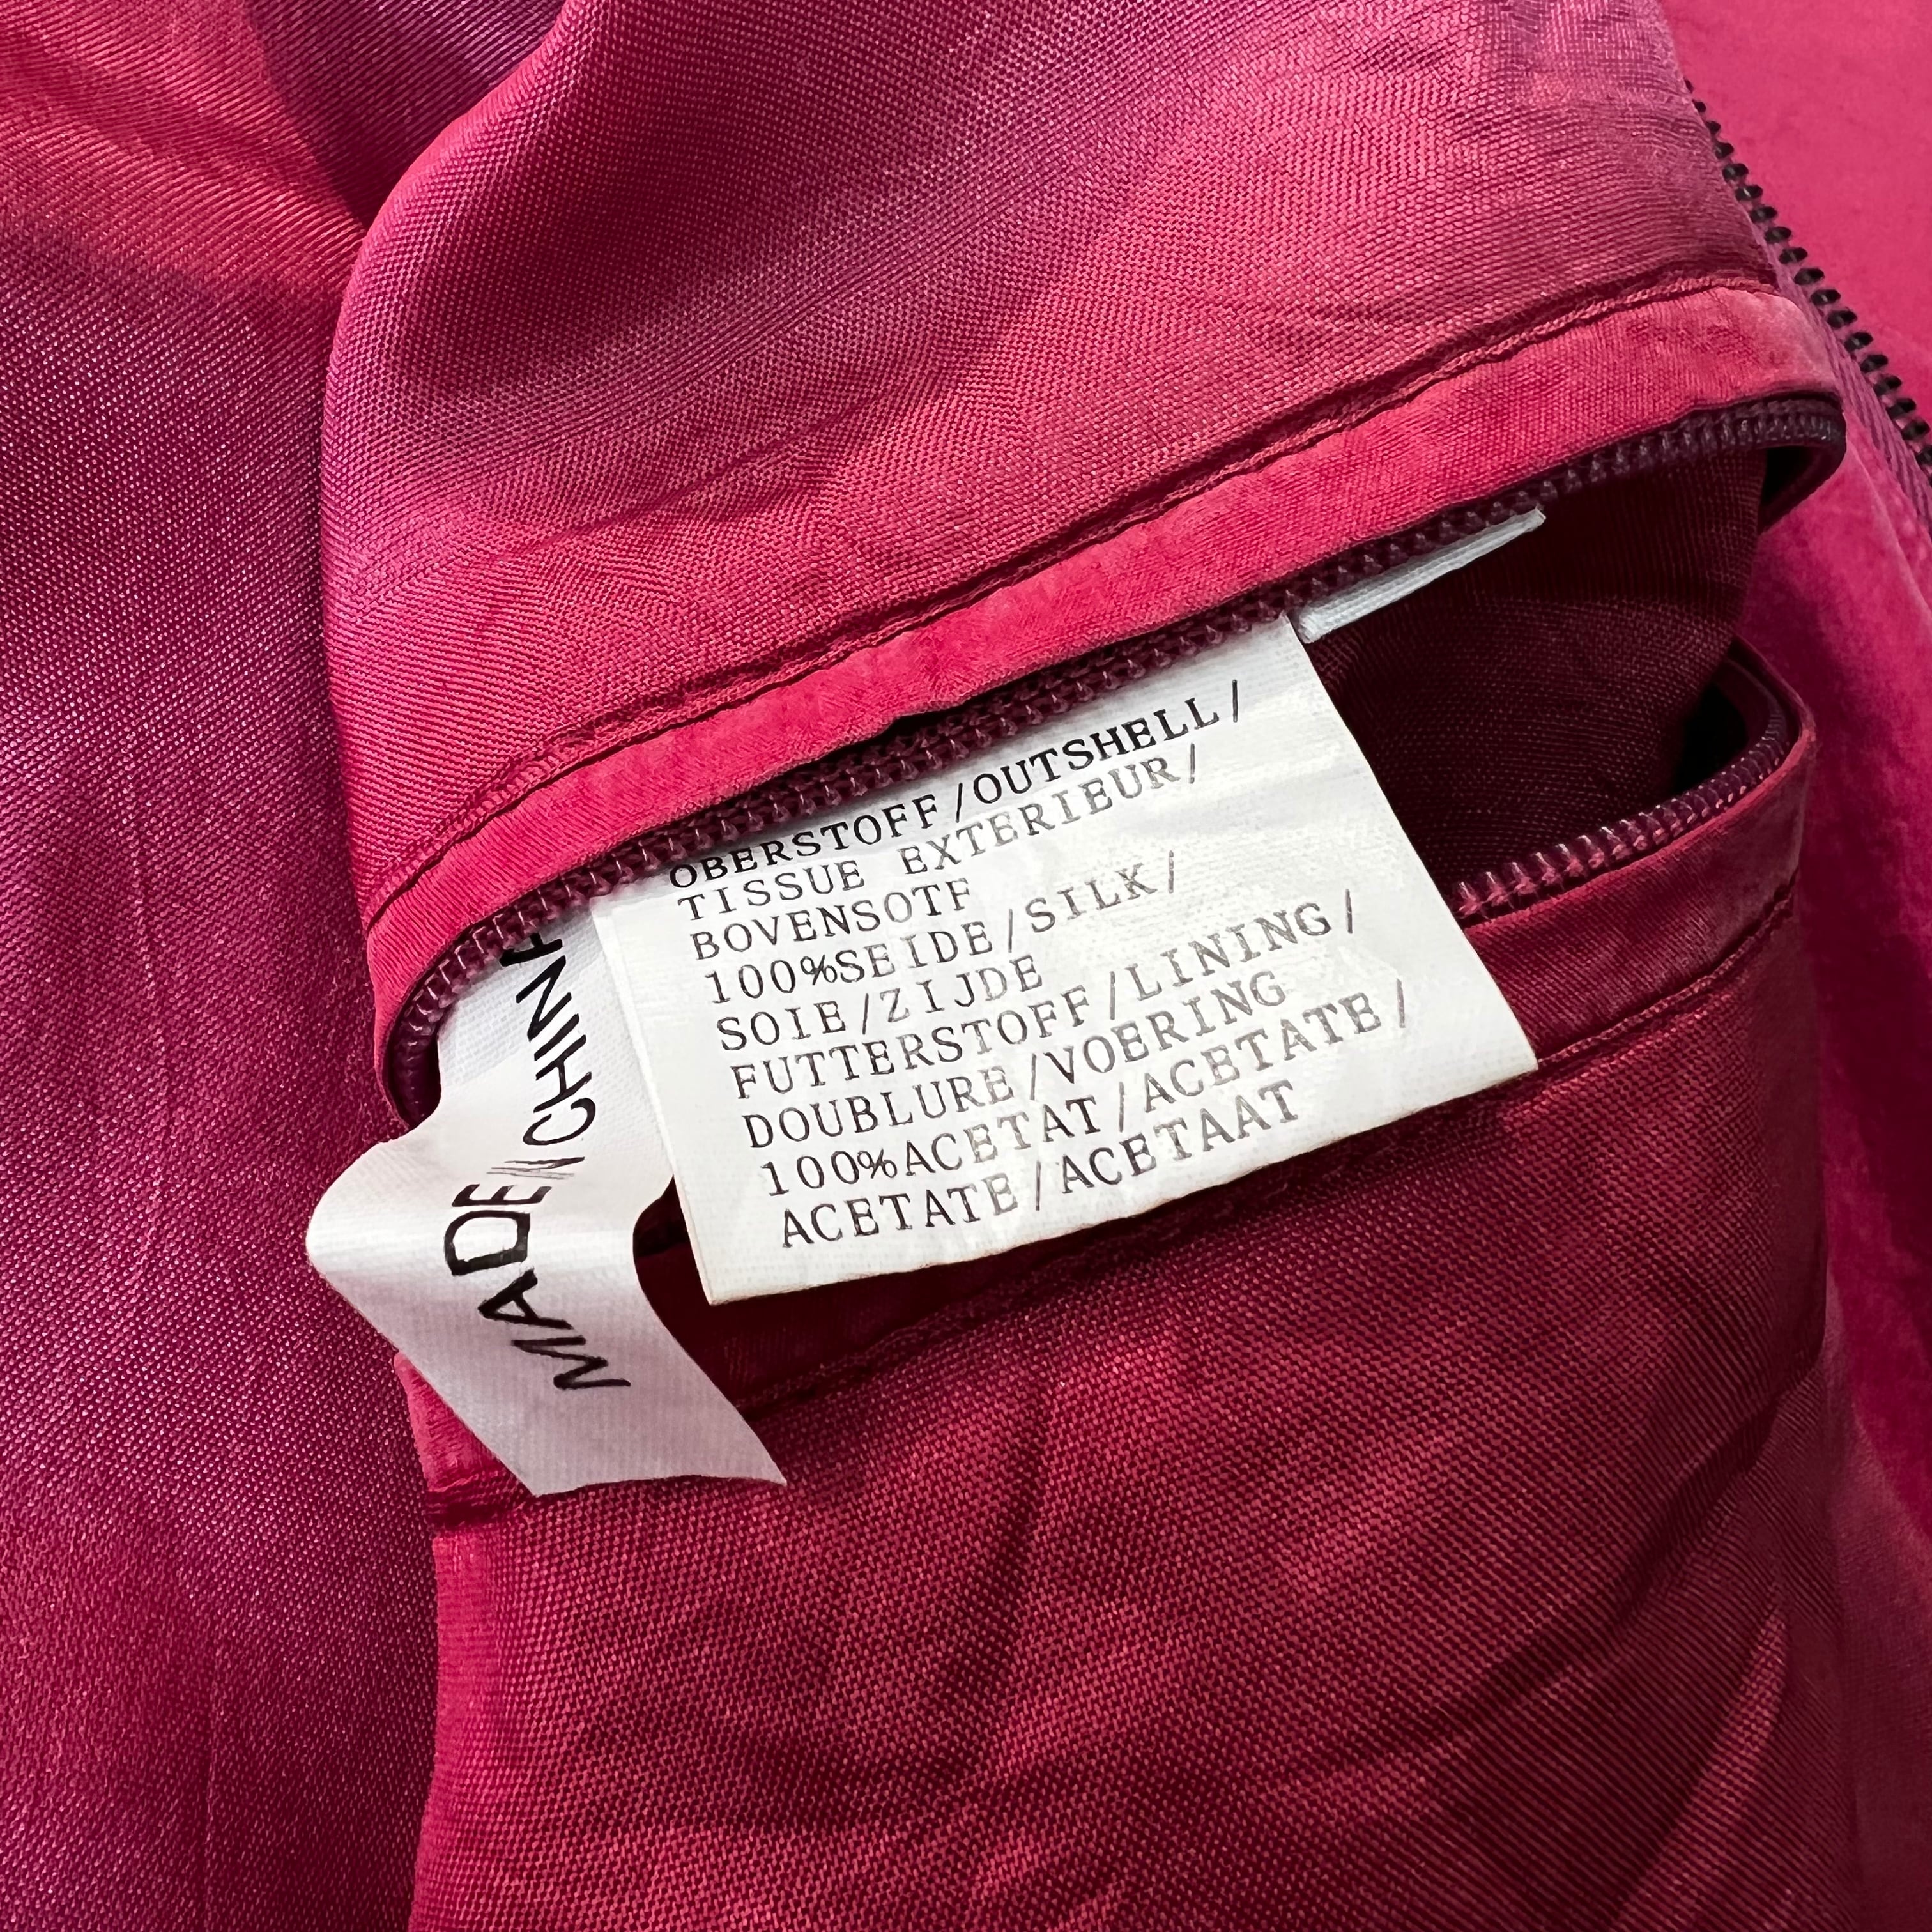 OBERSTOFF/OUTSHELL/
TISSUE EXTERIEUR/
BOVENSOTF
100%SEIDE/SILK/
SOIE/ZIJDE
FUTTERSTOFF/LINING/
DOUBLURE/VOERING
100%ACETAT/ACETATE/
ACETATE/ACETAAT
MADE IN CHINA